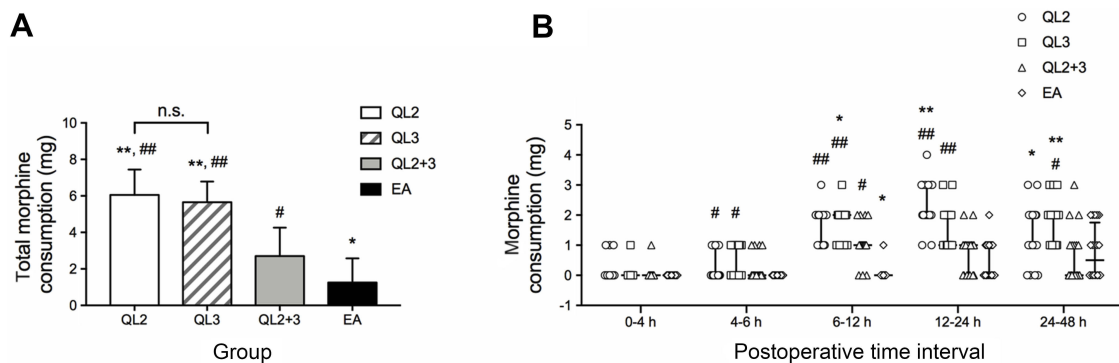 A
Total morphine
consumption (mg)
10
8
6
4
2
0
n.s.
**, ##
**, ##
#
*
QL2
QL3
QL2+3
EA
QL2
QL3
QL2+3
EA
Group
B
Morphine
consumption (mg)
5
4
3
2
1
0
-1
QL2
QL3
QL2+3
EA
#
#
##
*
##
#
*
**
##
##
*
**
#
0-4 h
4-6 h
6-12 h
12-24 h
24-48 h
Postoperative time interval